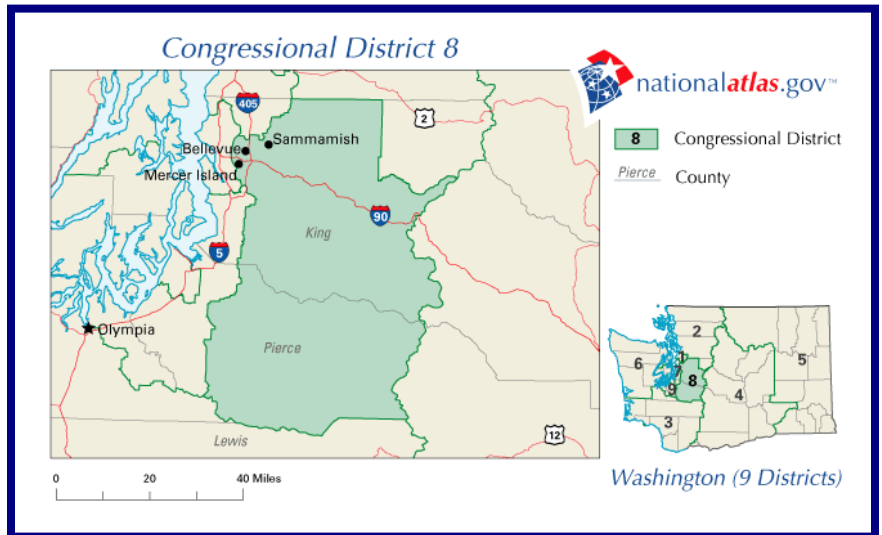 Congressional District 8
nationalatlas.gov™
405
2
Sammamish
Bellevue
Mercer Island
8 Congressional District
Pierce County
90
King
5
Olympia
Pierce
Lewis
12
0 20 40 Miles
2
1
6
7
8
5
9
4
3
Washington (9 Districts)